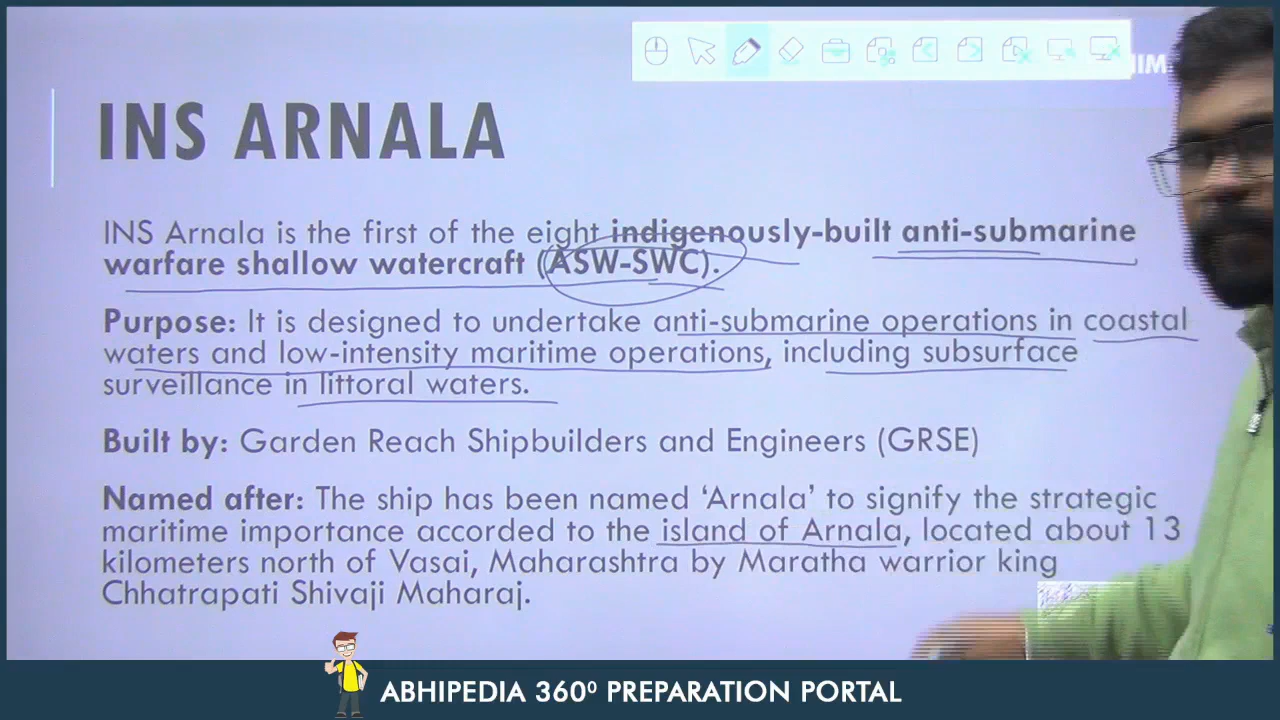 INS ARNALA
INS Arnala is the first of the eight indigenously-built anti-submarine
warfare shallow watercraft (ASW-SWC).
Purpose: It is designed to undertake anti-submarine operations in coastal
waters and low-intensity maritime operations, including subsurface
surveillance in littoral waters.
Built by: Garden Reach Shipbuilders and Engineers (GRSE)
Named after: The ship has been named ‘Arnala’ to signify the strategic
maritime importance accorded to the island of Arnala, located about 13
kilometers north of Vasai, Maharashtra by Maratha warrior king
Chhatrapati Shivaji Maharaj.
ABHIPEDIA 360⁰ PREPARATION PORTAL